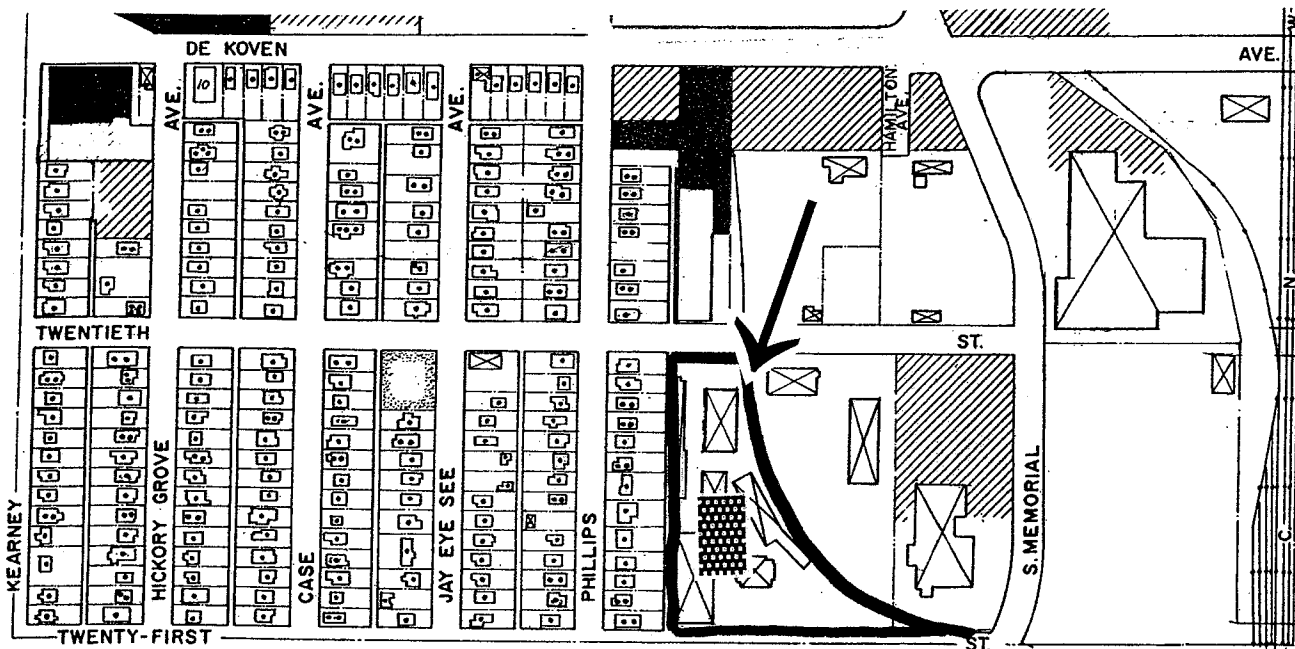 DE KOVEN
AVE.
AVE.
AVE.
AVE.
HAMILTON
AVE.
10
TWENTIETH
ST.
KEARNEY
HICKORY GROVE
CASE
JAY EYE SEE
PHILLIPS
S. MEMORIAL
N
C
TWENTY-FIRST
ST.